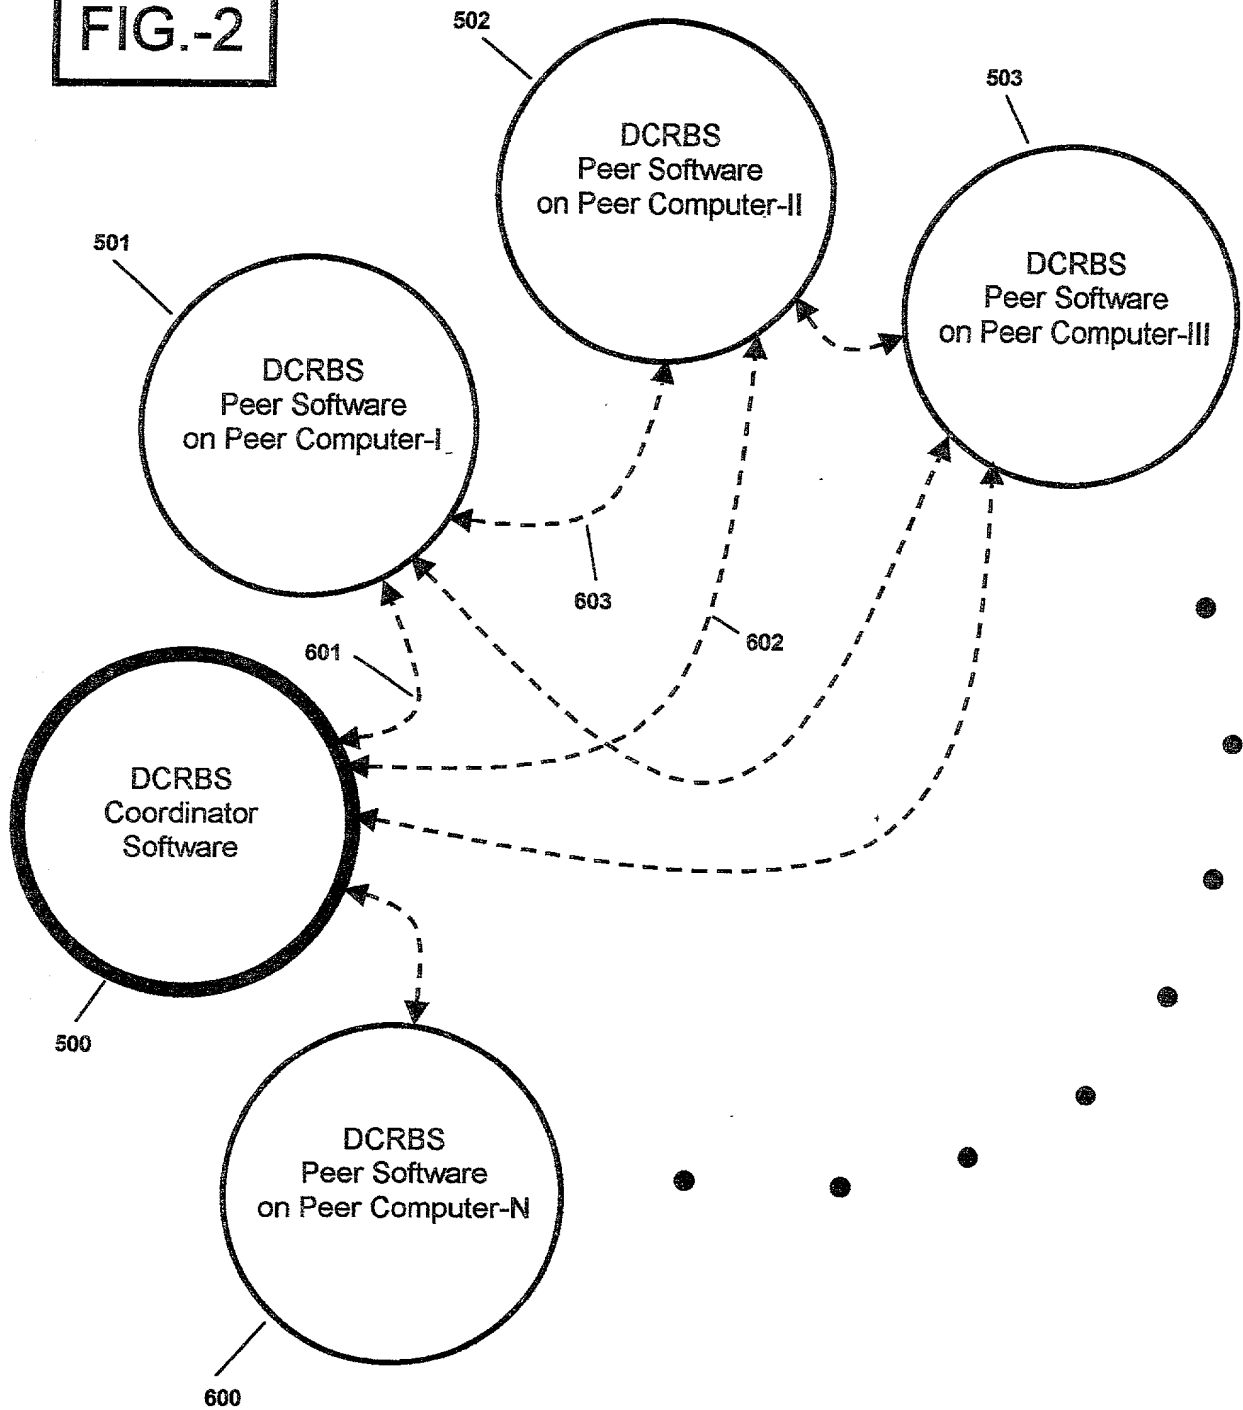 FIG.-2
502
DCRBS
Peer Software
on Peer Computer-II
503
DCRBS
Peer Software
on Peer Computer-III
501
DCRBS
Peer Software
on Peer Computer-I
603
602
601
DCRBS
Coordinator
Software
500
DCRBS
Peer Software
on Peer Computer-N
600